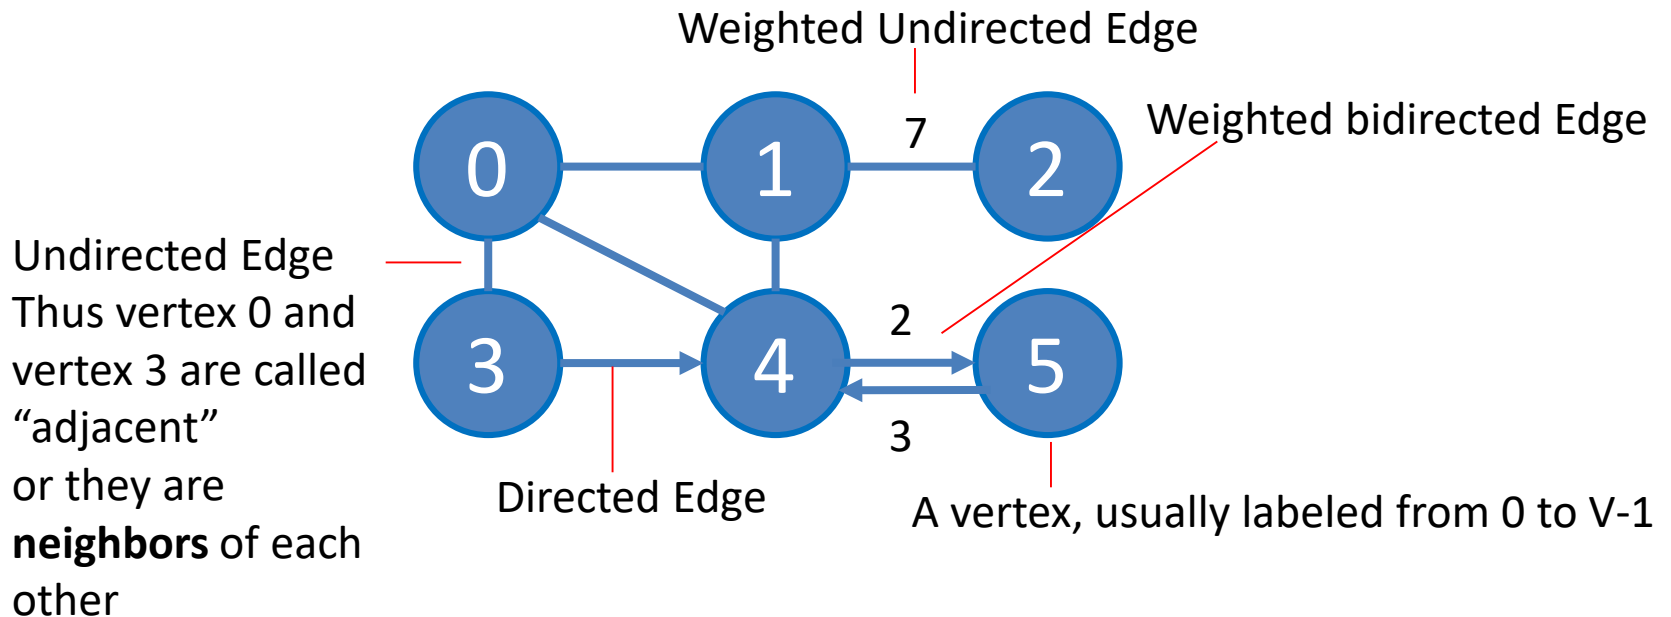 Weighted Undirected Edge
7
Weighted bidirected Edge
0
1
2
Undirected Edge
Thus vertex 0 and
vertex 3 are called
“adjacent”
or they are
neighbors of each
other
2
3
4
5
3
Directed Edge
A vertex, usually labeled from 0 to V-1